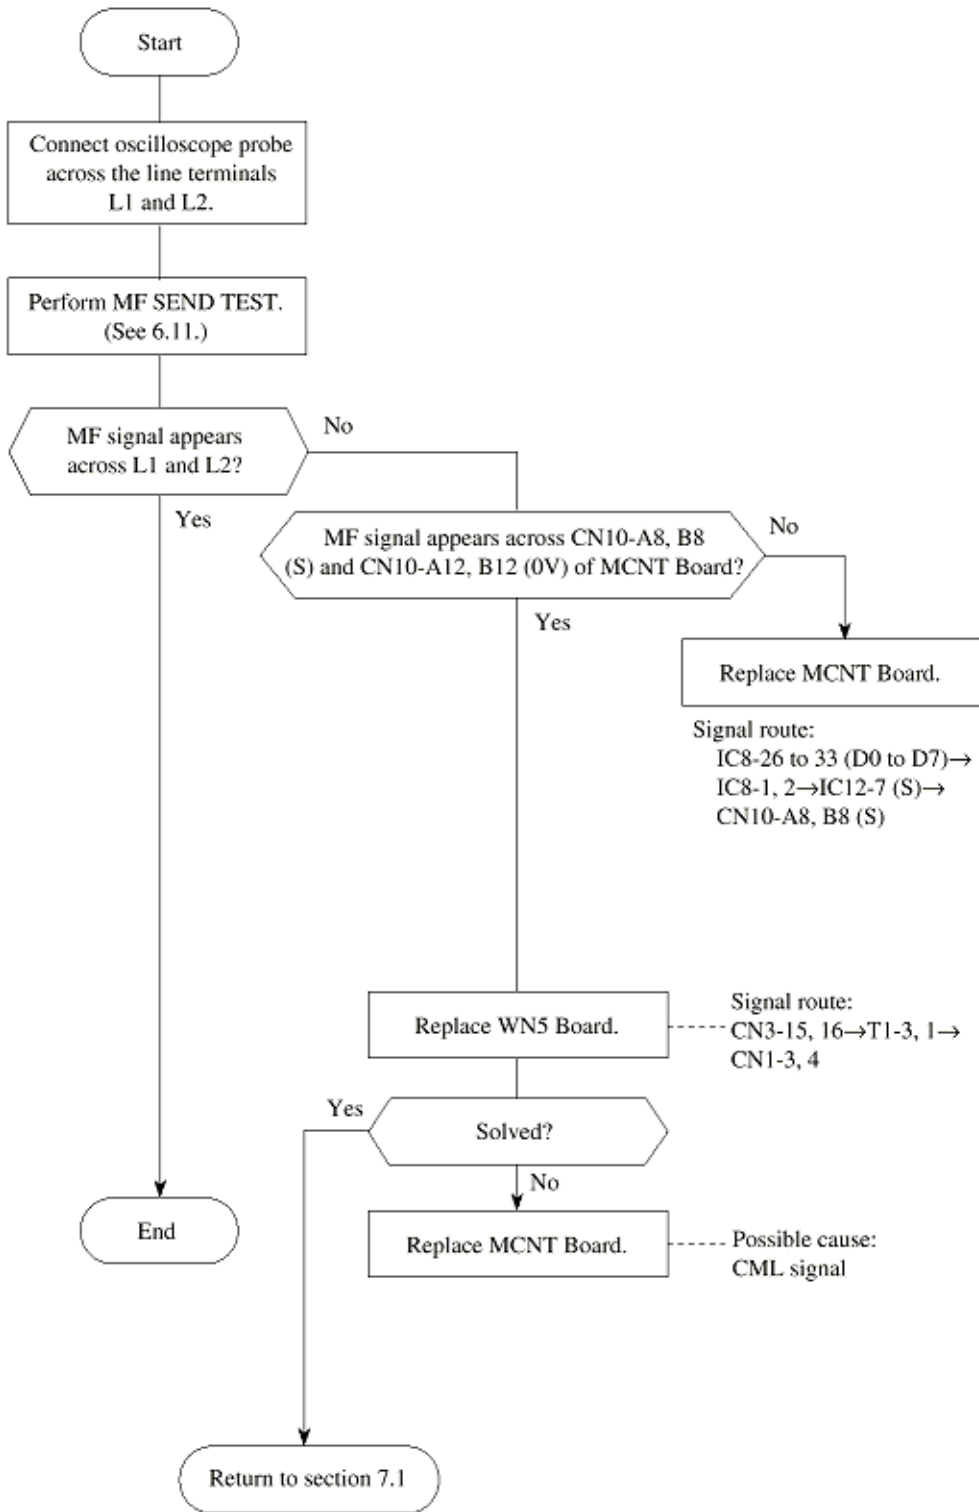 Start
Connect oscilloscope probe
across the line terminals
L1 and L2.
Perform MF SEND TEST.
(See 6.11.)
MF signal appears
across L1 and L2?
No
Yes
MF signal appears across CN10-A8, B8
(S) and CN10-A12, B12 (0V) of MCNT Board?
No
Yes
Replace MCNT Board.
Signal route:
IC8-26 to 33 (D0 to D7)→
IC8-1, 2→IC12-7 (S)→
CN10-A8, B8 (S)
Replace WN5 Board.
Signal route:
CN3-15, 16→T1-3, 1→
CN1-3, 4
Yes
Solved?
No
End
Replace MCNT Board.
Possible cause:
CML signal
Return to section 7.1